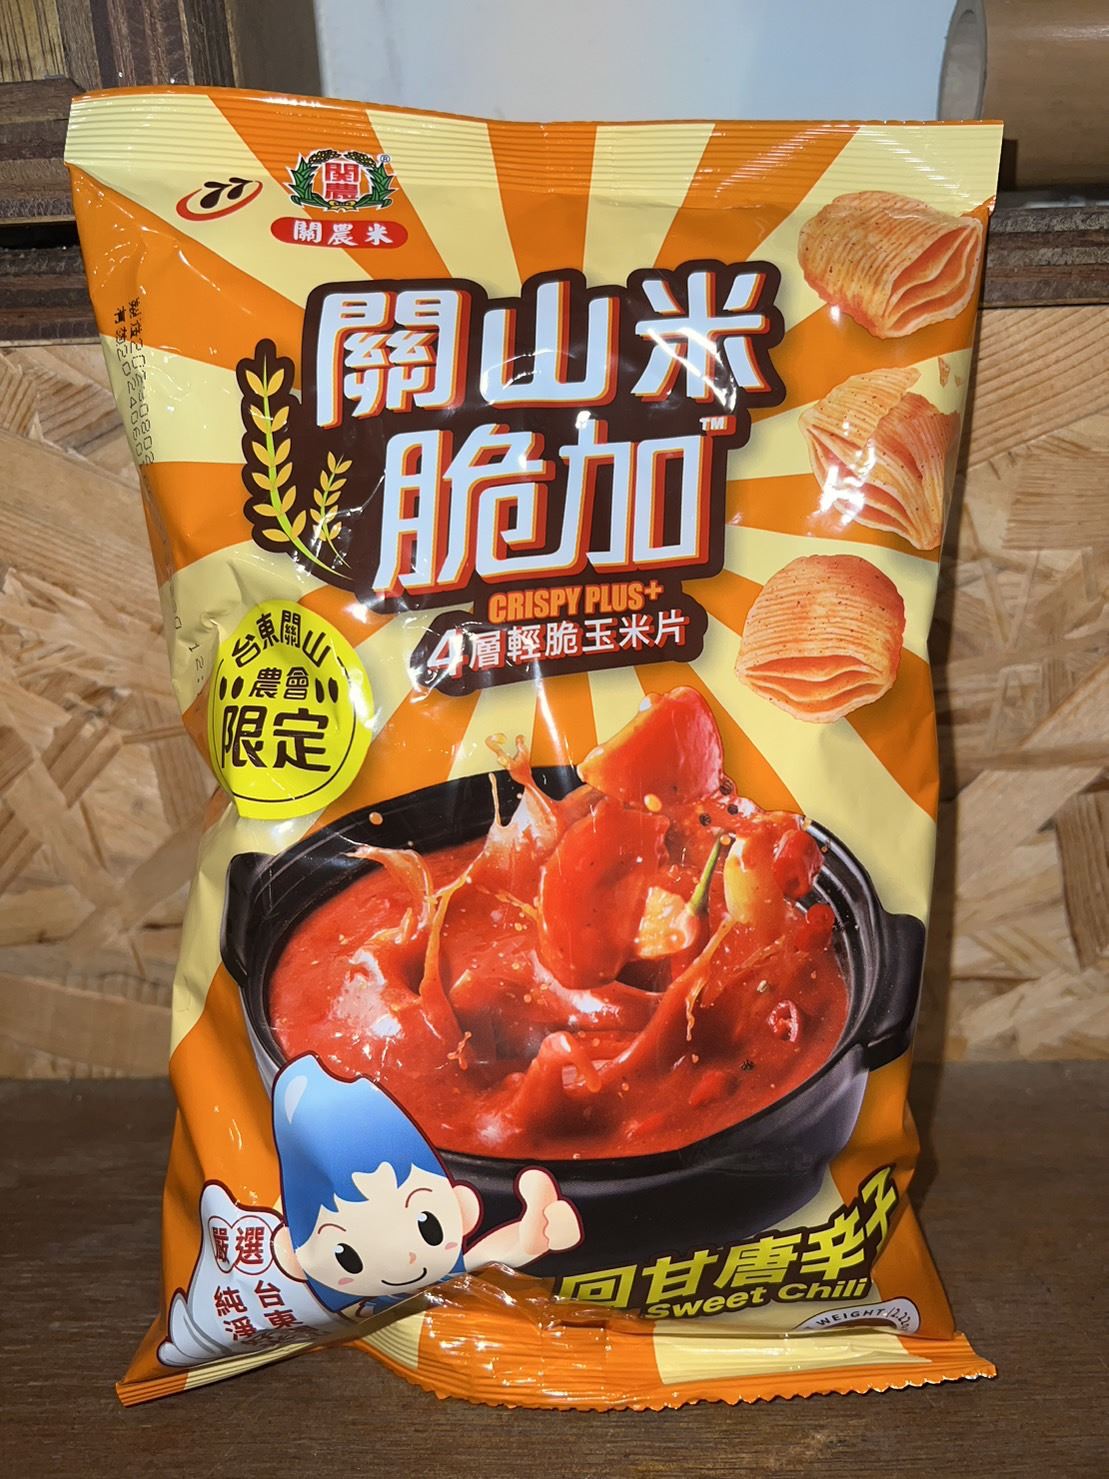 關農
關農米
關山米
脆加™
CRISPY PLUS+
4層輕脆玉米片
台東關山
農會
限定
嚴選
台東
純淨
回甘唐辛子
Sweet Chili
WEIGHT